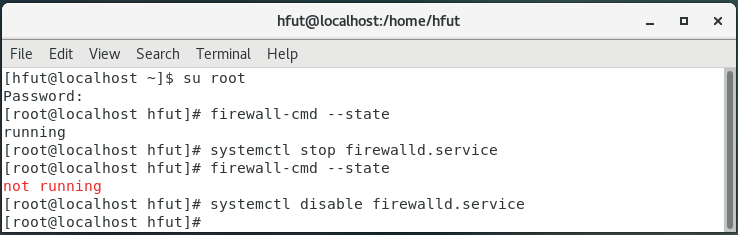 hfut@localhost:/home/hfut
File Edit View Search Terminal Help
[hfut@localhost ~]$ su root
Password:
[root@localhost hfut]# firewall-cmd --state
running
[root@localhost hfut]# systemctl stop firewalld.service
[root@localhost hfut]# firewall-cmd --state
not running
[root@localhost hfut]# systemctl disable firewalld.service
[root@localhost hfut]#